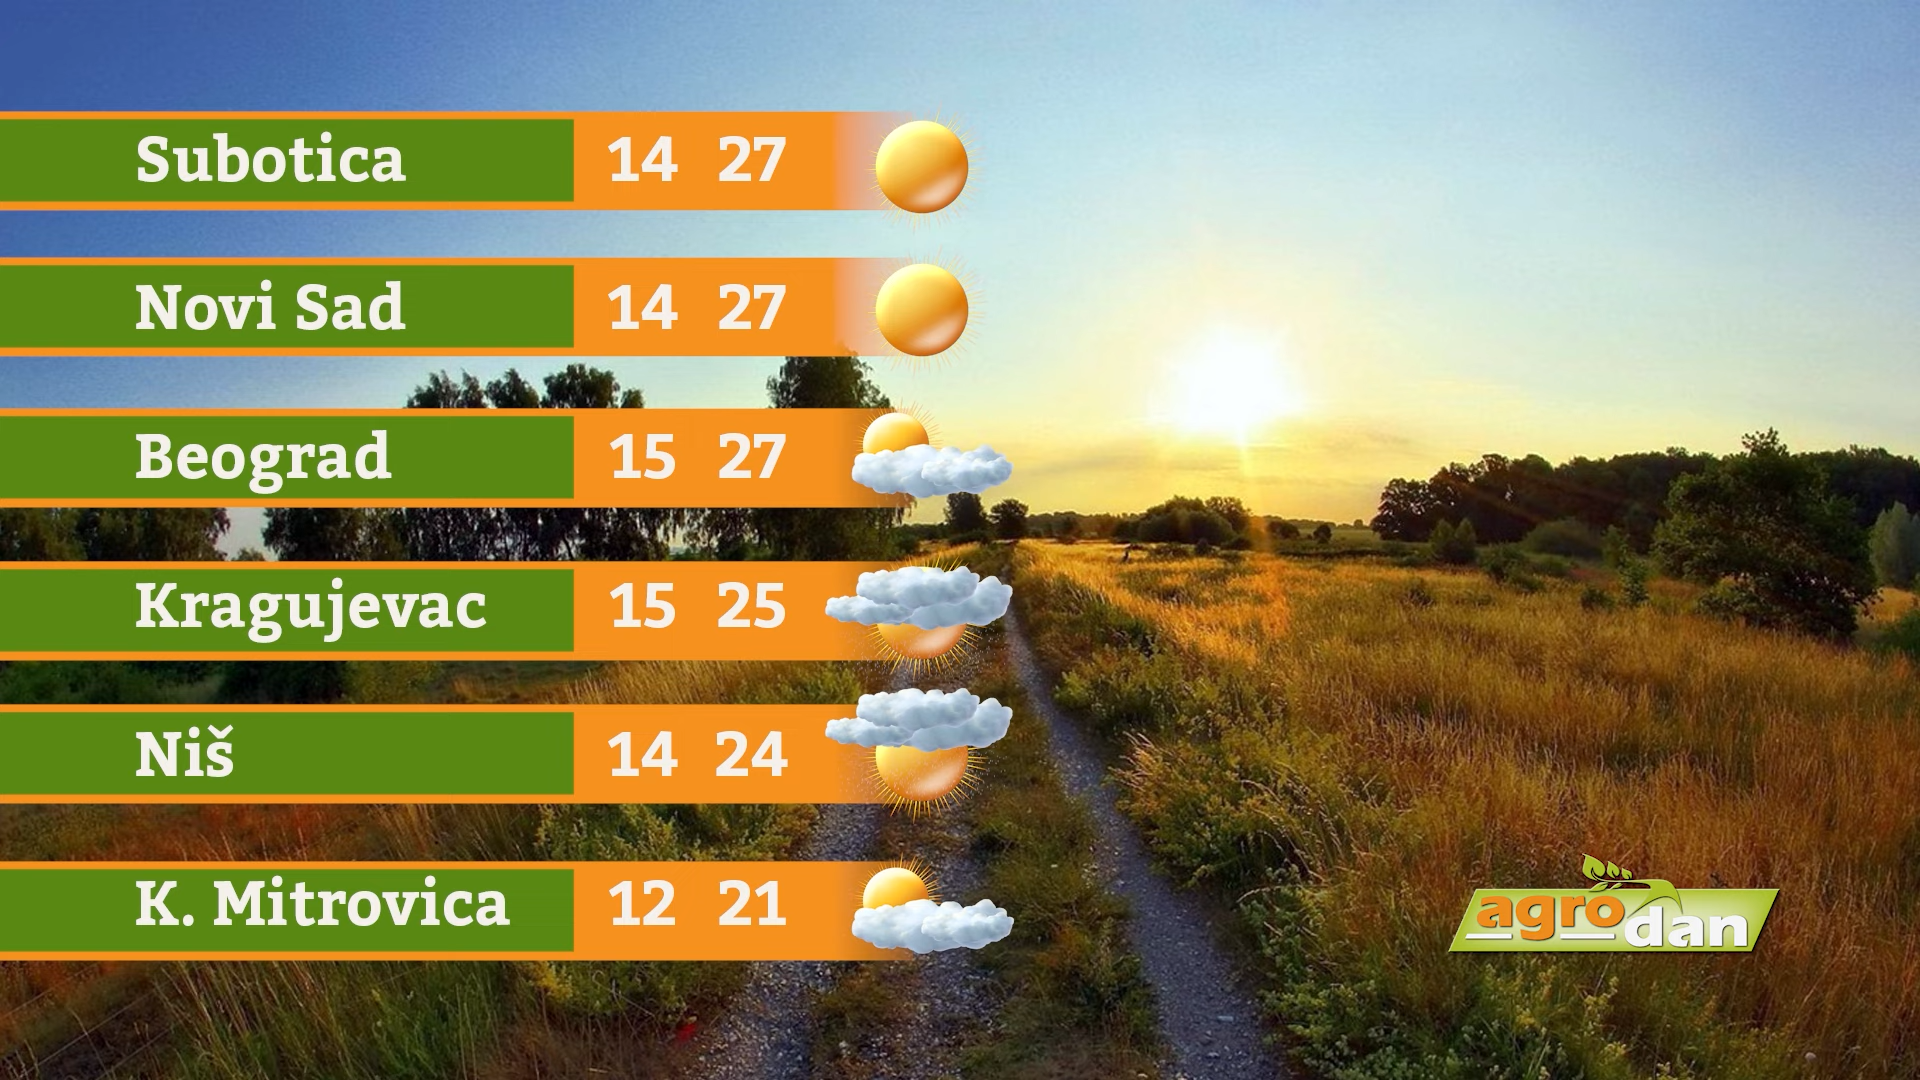 Subotica 14 27
Novi Sad 14 27
Beograd 15 27
Kragujevac 15 25
Niš 14 24
K. Mitrovica 12 21
agro
dan